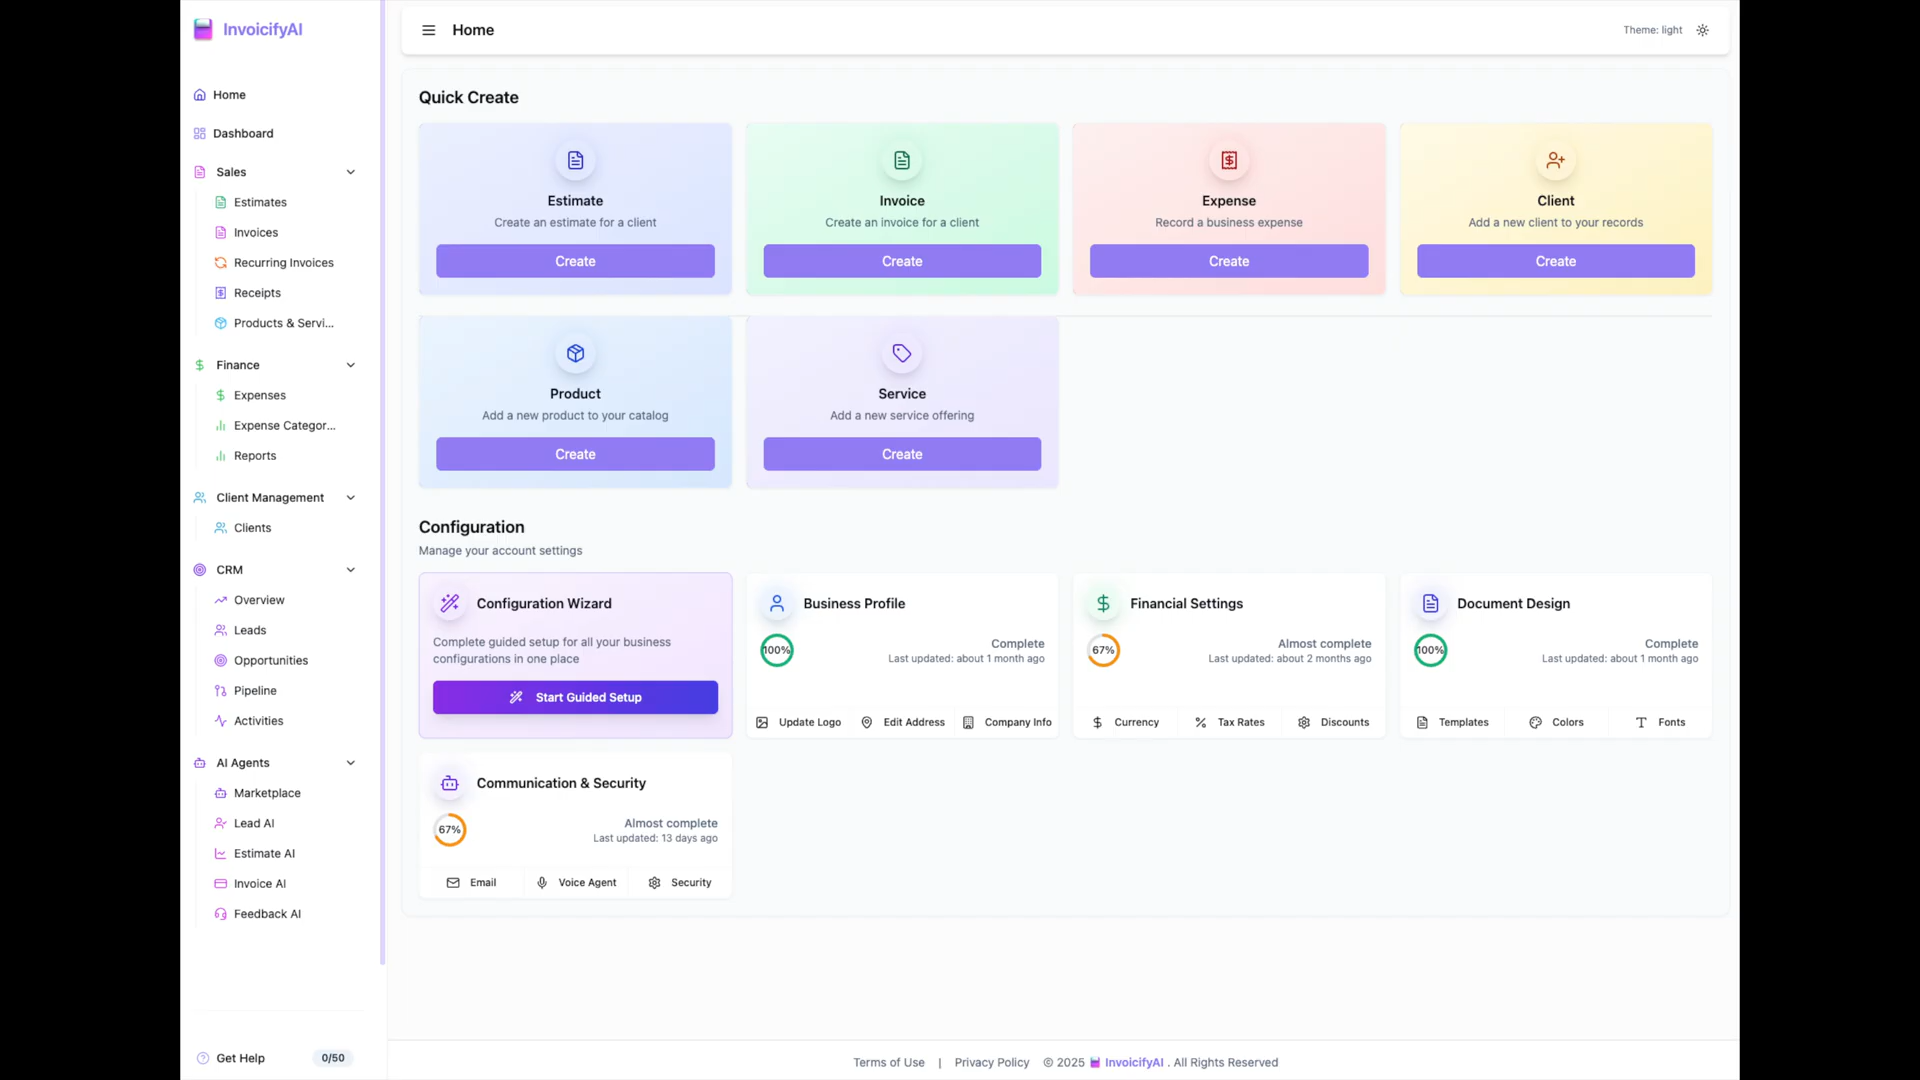 InvoicifyAI
Home
Theme: light
Home
Dashboard
Sales
Estimates
Invoices
Recurring Invoices
Receipts
Products & Servi...
Finance
Expenses
Expense Categor...
Reports
Client Management
Clients
CRM
Overview
Leads
Opportunities
Pipeline
Activities
AI Agents
Marketplace
Lead AI
Estimate AI
Invoice AI
Feedback AI
Get Help
0/50
Quick Create
Estimate
Create an estimate for a client
Create
Invoice
Create an invoice for a client
Create
Expense
Record a business expense
Create
Client
Add a new client to your records
Create
Product
Add a new product to your catalog
Create
Service
Add a new service offering
Create
Configuration
Manage your account settings
Configuration Wizard
Complete guided setup for all your business
configurations in one place
Start Guided Setup
Business Profile
100%
Complete
Last updated: about 1 month ago
Update Logo
Edit Address
Company Info
Financial Settings
67%
Almost complete
Last updated: about 2 months ago
Currency
Tax Rates
Discounts
Document Design
100%
Complete
Last updated: about 1 month ago
Templates
Colors
Fonts
Communication & Security
67%
Almost complete
Last updated: 13 days ago
Email
Voice Agent
Security
Terms of Use | Privacy Policy © 2025 InvoicifyAI . All Rights Reserved